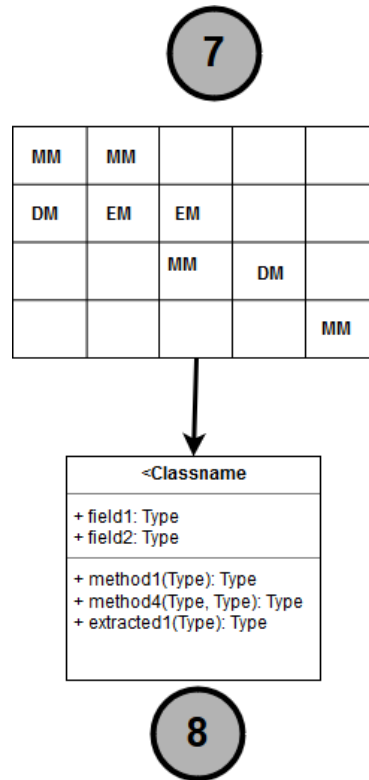 7
MM MM
DM EM EM
MM DM
MM
<Classname
+ field1: Type
+ field2: Type
+ method1(Type): Type
+ method4(Type, Type): Type
+ extracted1(Type): Type
8